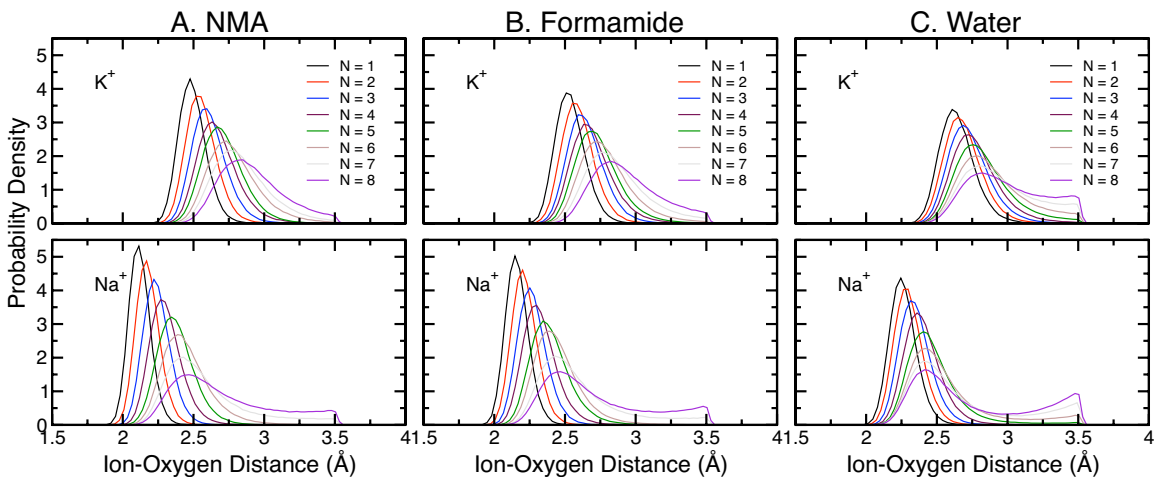 A. NMA
B. Formamide
C. Water
Probability Density
5
4
3
2
1
0
K+
N = 1
N = 2
N = 3
N = 4
N = 5
N = 6
N = 7
N = 8
K+
N = 1
N = 2
N = 3
N = 4
N = 5
N = 6
N = 7
N = 8
K+
N = 1
N = 2
N = 3
N = 4
N = 5
N = 6
N = 7
N = 8
5
4
3
2
1
0
Na+
Na+
Na+
1.5 2 2.5 3 3.5 4
1.5 2 2.5 3 3.5 4
1.5 2 2.5 3 3.5 4
Ion-Oxygen Distance (Å)
Ion-Oxygen Distance (Å)
Ion-Oxygen Distance (Å)